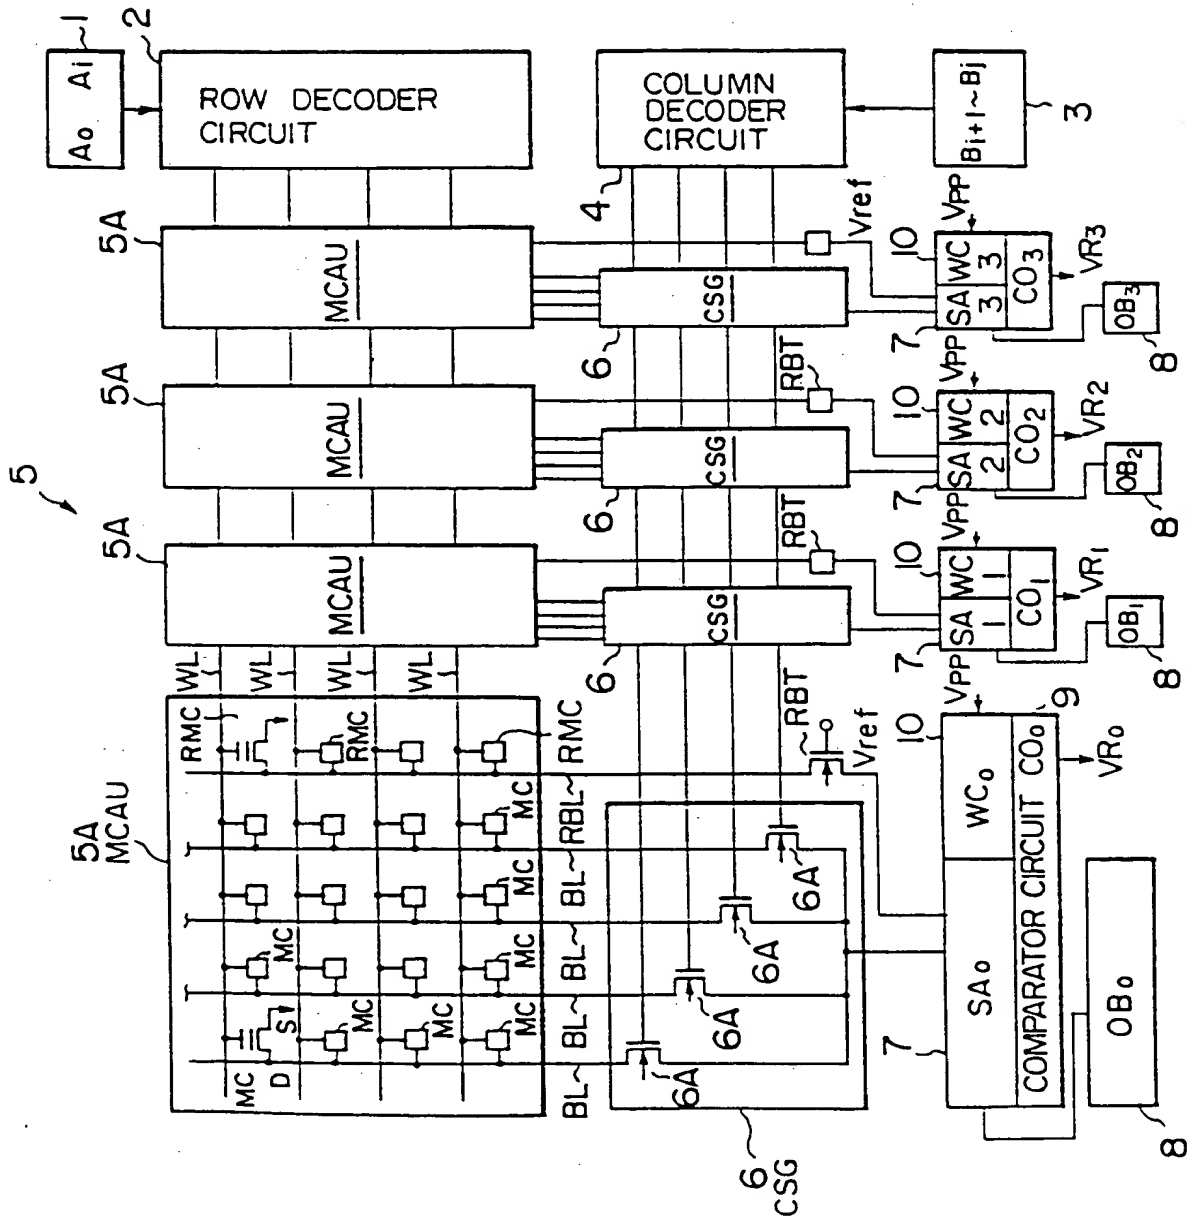 1
A0 Ai
2
ROW DECODER
CIRCUIT
COLUMN
DECODER
CIRCUIT
4
Bi+1~Bj
3
5
5A
MCAU
5A
MCAU
5A
MCAU
5A
MCAU
WL
WL
WL
WL
RMC
RMC
RMC
MC
D
S
MC
MC
MC
MC
MC
MC
MC
BL
BL
BL
BL
RBL
6
CSG
6
CSG
6
CSG
6
CSG
6A
6A
6A
6A
RBT
RBT
RBT
Vref
Vref
7
SA0
10
WC0
9
COMPARATOR CIRCUIT CO0
VPP
VR0
OB0
8
7
SA
1
10
WC
1
CO1
VPP
VR1
OB1
8
7
SA
2
10
WC
2
CO2
VPP
VR2
OB2
8
7
SA
3
10
WC
3
CO3
VPP
VR3
OB3
8